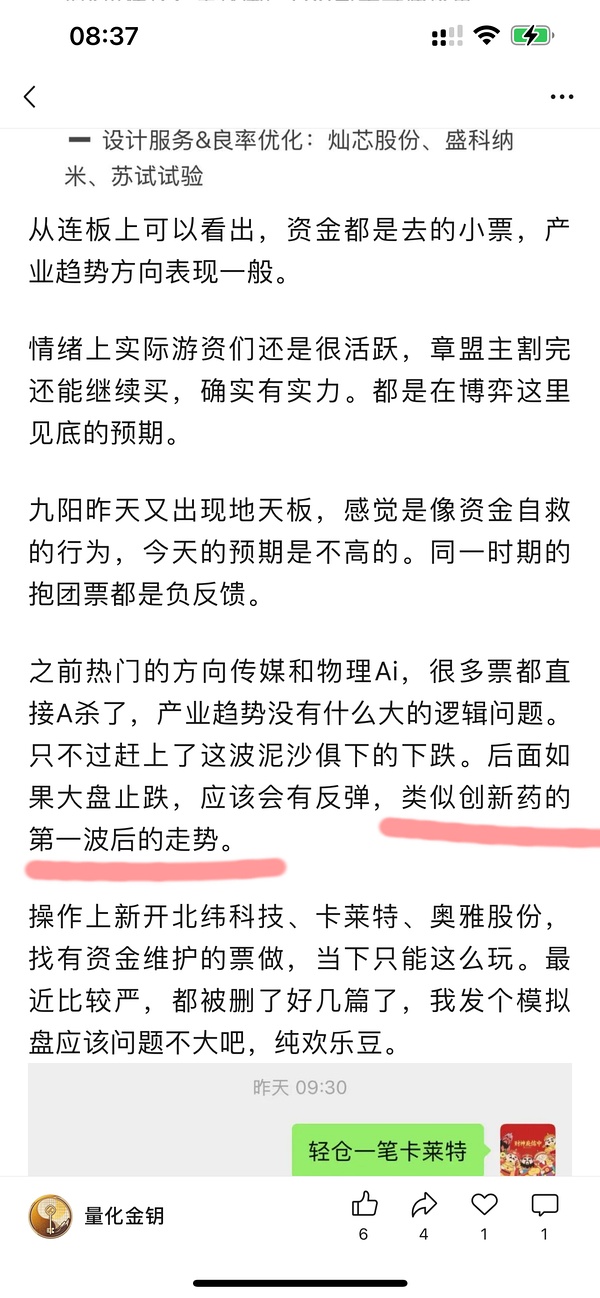 08:37
━ 设计服务&良率优化：灿芯股份、盛科纳
米、苏试试验
从连板上可以看出，资金都是去的小票，产
业趋势方向表现一般。
情绪上实际游资们还是很活跃，章盟主割完
还能继续买，确实有实力。都是在博弈这里
见底的预期。
九阳昨天又出现地天板，感觉是像资金自救
的行为，今天的预期是不高的。同一时期的
抱团票都是负反馈。
之前热门的方向传媒和物理Ai，很多票都直
接A杀了，产业趋势没有什么大的逻辑问题。
只不过赶上了这波泥沙俱下的下跌。后面如
果大盘止跌，应该会有反弹，类似创新药的
第一波后的走势。
操作上新开北纬科技、卡莱特、奥雅股份，
找有资金维护的票做，当下只能这么玩。最
近比较严，都被删了好几篇了，我发个模拟
盘应该问题不大吧，纯欢乐豆。
昨天 09:30
轻仓一笔卡莱特
量化金钥
6
4
1
1